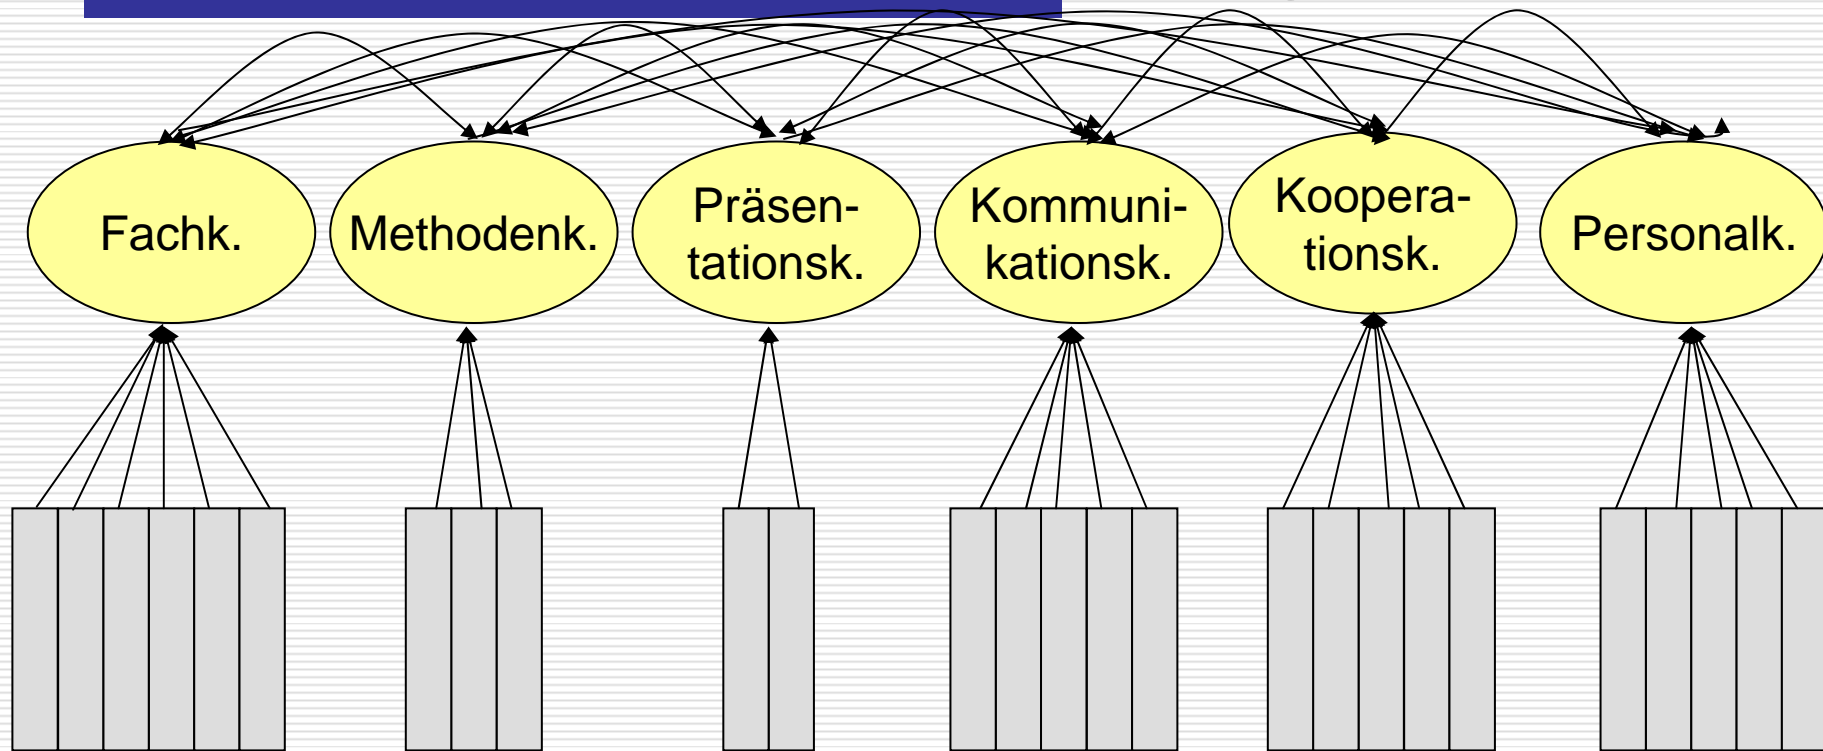 Fachk.
Methodenk.
Präsen-
tationsk.
Kommuni-
kationsk.
Koopera-
tionsk.
Personalk.